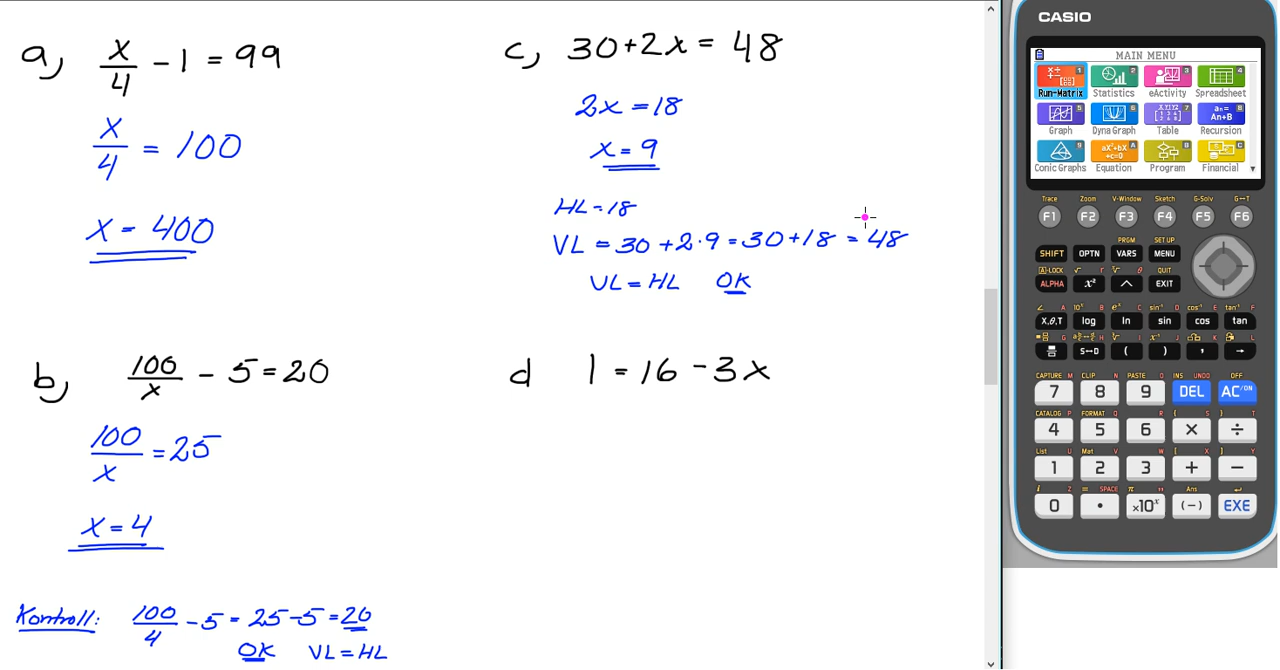 a) x/4 - 1 = 99
x/4 = 100
x = 400
b) 100/x - 5 = 20
100/x = 25
x = 4
Kontroll: 100/4 - 5 = 25 - 5 = 20
OK VL = HL
c) 30 + 2x = 48
2x = 18
x = 9
HL = 18
VL = 30 + 2 · 9 = 30 + 18 = 48
VL = HL OK
d 1 = 16 - 3x
CASIO
MAIN MENU
Run-Matrix Statistics eActivity Spreadsheet
Graph Dyna Graph Table Recursion
Conic Graphs Equation Program Financial
Trace Zoom V-Window Sketch G-Solv G↔T
F1 F2 F3 F4 F5 F6
PRGM SET UP
SHIFT OPTN VARS MENU
A-LOCK QUIT
ALPHA x² ^ EXIT
X,θ,T log ln sin cos tan
S↔D ( ) , →
CAPTURE M CLIP N PASTE O INS UNDO OFF
7 8 9 DEL AC/ON
CATALOG P FORMAT Q R { S } T
4 5 6 × ÷
List U Mat V W [ X ] Y
1 2 3 + −
i Z = SPACE π Ans
0 • ×10ˣ (−) EXE